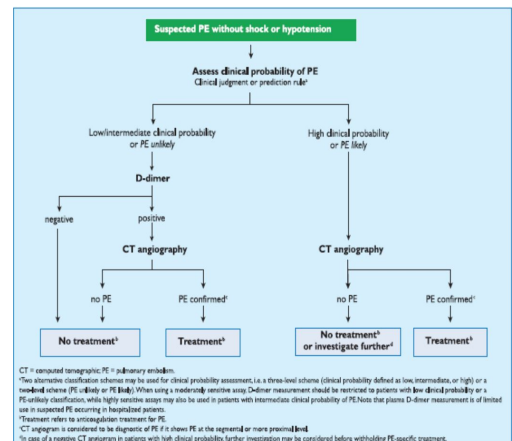 Suspected PE without shock or hypotension
Assess clinical probability of PE
Clinical judgment or prediction ruleᵃ
Low/intermediate clinical probability
or PE unlikely
High clinical probability
or PE likely
D-dimer
negative
positive
CT angiography
CT angiography
no PE
PE confirmedᶜ
no PE
PE confirmedᶜ
No treatmentᵇ
Treatmentᵇ
No treatmentᵇ
or investigate furtherᵈ
Treatmentᵇ
CT = computed tomographic; PE = pulmonary embolism.
ᵃTwo alternative classification schemes may be used for clinical probability assessment, i.e. a three-level scheme (clinical probability defined as low, intermediate, or high) or a
two-level scheme (PE unlikely or PE likely). When using a moderately sensitive assay, D-dimer measurement should be restricted to patients with low clinical probability or a
PE-unlikely classification, while highly sensitive assays may also be used in patients with intermediate clinical probability of PE. Note that plasma D-dimer measurement is of limited
use in suspected PE occurring in hospitalized patients.
ᵇTreatment refers to anticoagulation treatment for PE.
ᶜCT angiogram is considered to be diagnostic of PE if it shows PE at the segmental or more proximal level.
ᵈIn case of a negative CT angiogram in patients with high clinical probability, further investigation may be considered before withholding PE-specific treatment.